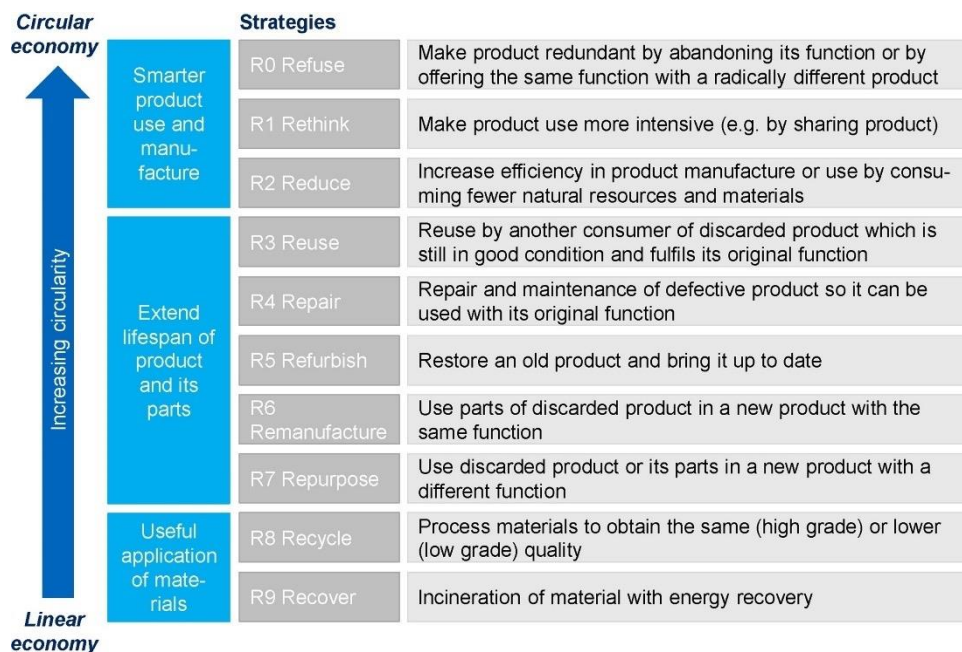 Circular
economy
Strategies
Increasing circularity
Smarter
product
use and
manu-
facture
R0 Refuse
Make product redundant by abandoning its function or by
offering the same function with a radically different product
R1 Rethink
Make product use more intensive (e.g. by sharing product)
R2 Reduce
Increase efficiency in product manufacture or use by consu-
ming fewer natural resources and materials
Extend
lifespan of
product
and its
parts
R3 Reuse
Reuse by another consumer of discarded product which is
still in good condition and fulfils its original function
R4 Repair
Repair and maintenance of defective product so it can be
used with its original function
R5 Refurbish
Restore an old product and bring it up to date
R6
Remanufacture
Use parts of discarded product in a new product with the
same function
R7 Repurpose
Use discarded product or its parts in a new product with a
different function
Useful
application
of mate-
rials
R8 Recycle
Process materials to obtain the same (high grade) or lower
(low grade) quality
R9 Recover
Incineration of material with energy recovery
Linear
economy